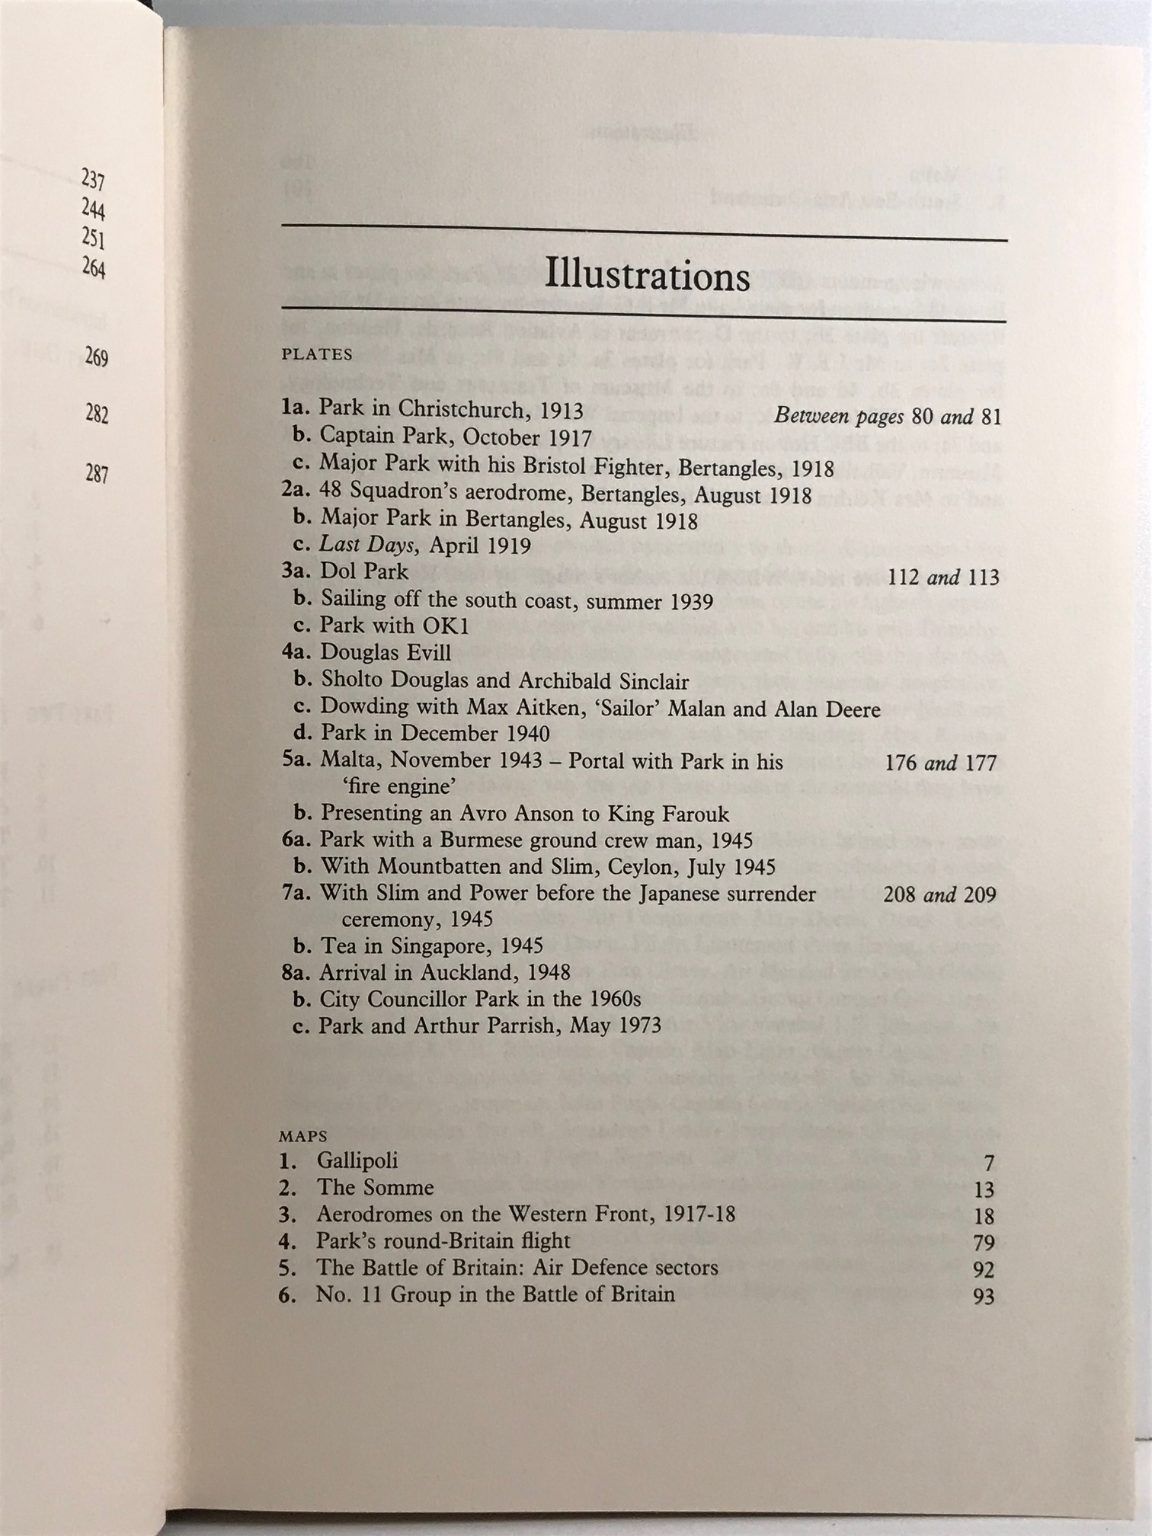 237
244
251
264
269
282
287
Illustrations
PLATES
1a. Park in Christchurch, 1913 Between pages 80 and 81
b. Captain Park, October 1917
c. Major Park with his Bristol Fighter, Bertangles, 1918
2a. 48 Squadron's aerodrome, Bertangles, August 1918
b. Major Park in Bertangles, August 1918
c. Last Days, April 1919
3a. Dol Park 112 and 113
b. Sailing off the south coast, summer 1939
c. Park with OK1
4a. Douglas Evill
b. Sholto Douglas and Archibald Sinclair
c. Dowding with Max Aitken, ‘Sailor’ Malan and Alan Deere
d. Park in December 1940
5a. Malta, November 1943 – Portal with Park in his 176 and 177
‘fire engine’
b. Presenting an Avro Anson to King Farouk
6a. Park with a Burmese ground crew man, 1945
b. With Mountbatten and Slim, Ceylon, July 1945
7a. With Slim and Power before the Japanese surrender 208 and 209
ceremony, 1945
b. Tea in Singapore, 1945
8a. Arrival in Auckland, 1948
b. City Councillor Park in the 1960s
c. Park and Arthur Parrish, May 1973
MAPS
1. Gallipoli 7
2. The Somme 13
3. Aerodromes on the Western Front, 1917-18 18
4. Park's round-Britain flight 79
5. The Battle of Britain: Air Defence sectors 92
6. No. 11 Group in the Battle of Britain 93